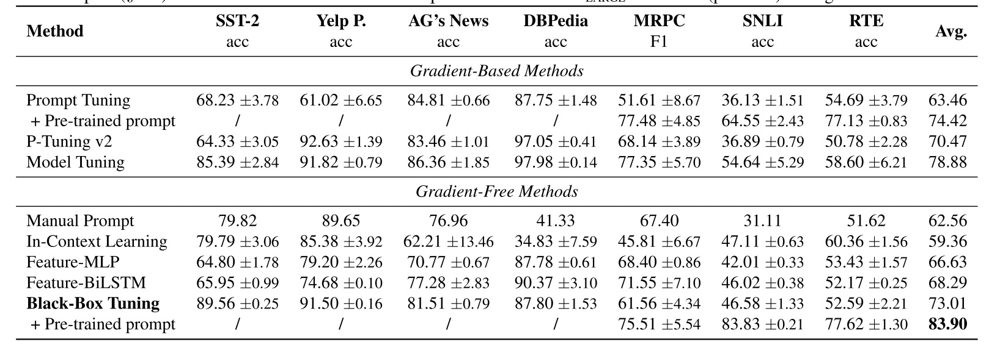 LARGE
Method SST-2 Yelp P. AG's News DBPedia MRPC SNLI RTE Avg.
acc acc acc acc F1 acc acc
Gradient-Based Methods
Prompt Tuning 68.23 ±3.78 61.02 ±6.65 84.81 ±0.66 87.75 ±1.48 51.61 ±8.67 36.13 ±1.51 54.69 ±3.79 63.46
+ Pre-trained prompt / / / / 77.48 ±4.85 64.55 ±2.43 77.13 ±0.83 74.42
P-Tuning v2 64.33 ±3.05 92.63 ±1.39 83.46 ±1.01 97.05 ±0.41 68.14 ±3.89 36.89 ±0.79 50.78 ±2.28 70.47
Model Tuning 85.39 ±2.84 91.82 ±0.79 86.36 ±1.85 97.98 ±0.14 77.35 ±5.70 54.64 ±5.29 58.60 ±6.21 78.88
Gradient-Free Methods
Manual Prompt 79.82 89.65 76.96 41.33 67.40 31.11 51.62 62.56
In-Context Learning 79.79 ±3.06 85.38 ±3.92 62.21 ±13.46 34.83 ±7.59 45.81 ±6.67 47.11 ±0.63 60.36 ±1.56 59.36
Feature-MLP 64.80 ±1.78 79.20 ±2.26 70.77 ±0.67 87.78 ±0.61 68.40 ±0.86 42.01 ±0.33 53.43 ±1.57 66.63
Feature-BiLSTM 65.95 ±0.99 74.68 ±0.10 77.28 ±2.83 90.37 ±3.10 71.55 ±7.10 46.02 ±0.38 52.17 ±0.25 68.29
Black-Box Tuning 89.56 ±0.25 91.50 ±0.16 81.51 ±0.79 87.80 ±1.53 61.56 ±4.34 46.58 ±1.33 52.59 ±2.21 73.01
+ Pre-trained prompt / / / / 75.51 ±5.54 83.83 ±0.21 77.62 ±1.30 83.90